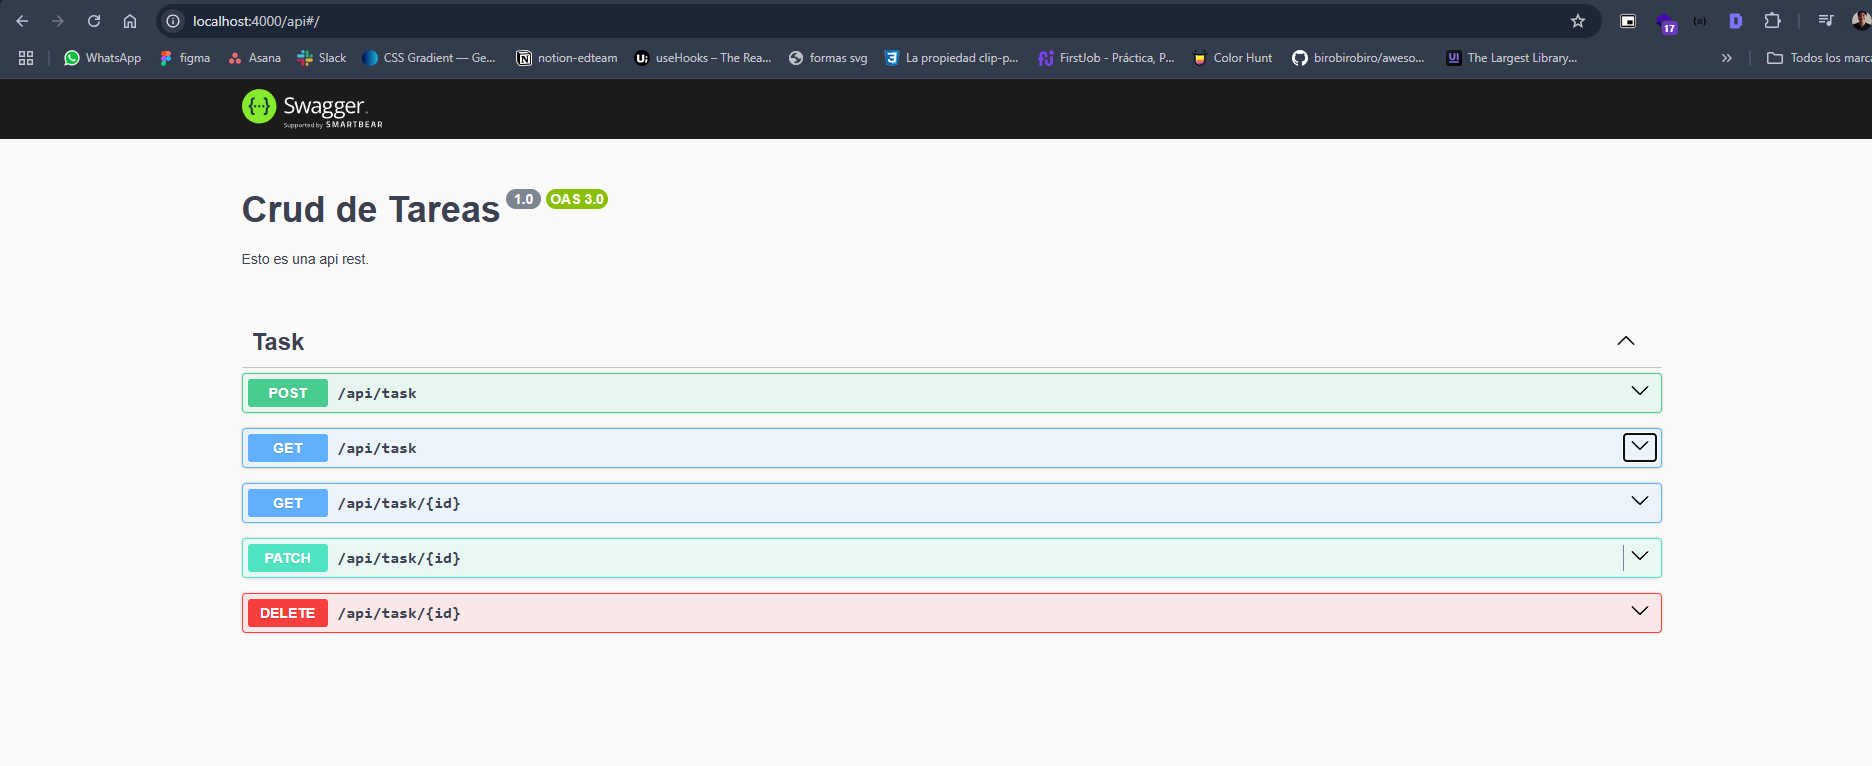 localhost:4000/api#/
17
WhatsApp
figma
Asana
Slack
CSS Gradient — Ge...
notion-edteam
useHooks – The Rea...
formas svg
La propiedad clip-p...
FirstJob - Práctica, P...
Color Hunt
birobirobiro/aweso...
The Largest Library...
Todos los marca
Swagger
Supported by SMARTBEAR
Crud de Tareas 1.0 OAS 3.0
Esto es una api rest.
Task
POST /api/task
GET /api/task
GET /api/task/{id}
PATCH /api/task/{id}
DELETE /api/task/{id}